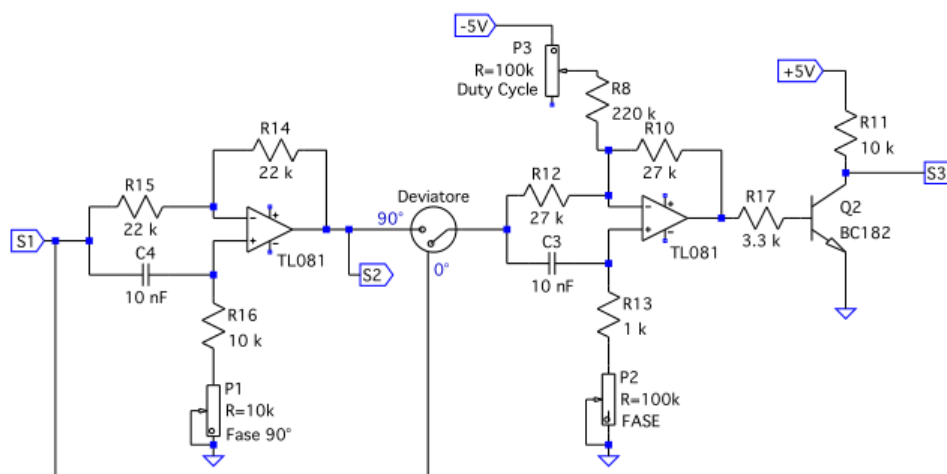 -5V
P3
R=100k
Duty Cycle
R8
220 k
+5V
R11
10 k
R14
22 k
R10
27 k
R15
22 k
R12
27 k
Deviatore
90°
0°
S1
S2
S3
-
+
+
-
TL081
-
+
+
-
TL081
R17
3.3 k
Q2
BC182
C4
10 nF
C3
10 nF
R16
10 k
R13
1 k
P1
R=10k
Fase 90°
P2
R=100k
FASE